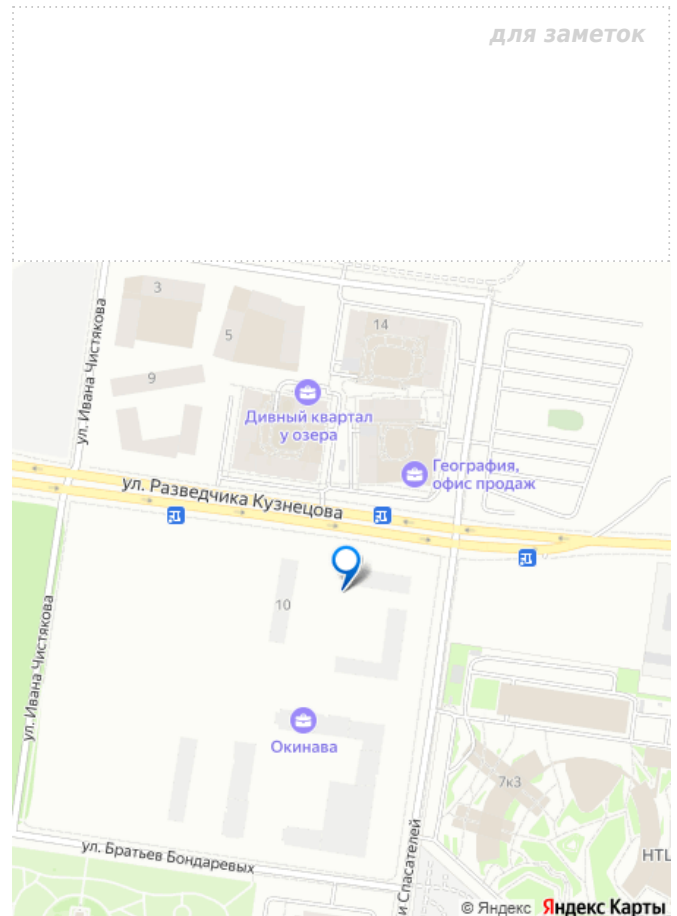 для заметок
3
14
5
9
ул. Ивана Чистякова
Дивный квартал
у озера
География,
офис продаж
ул. Разведчика Кузнецова
10
ул. Ивана Чистякова
Окинава
7к3
ул. Братьев Бондаревых
и Спасателей
НТЦ
© Яндекс Яндекс Карты